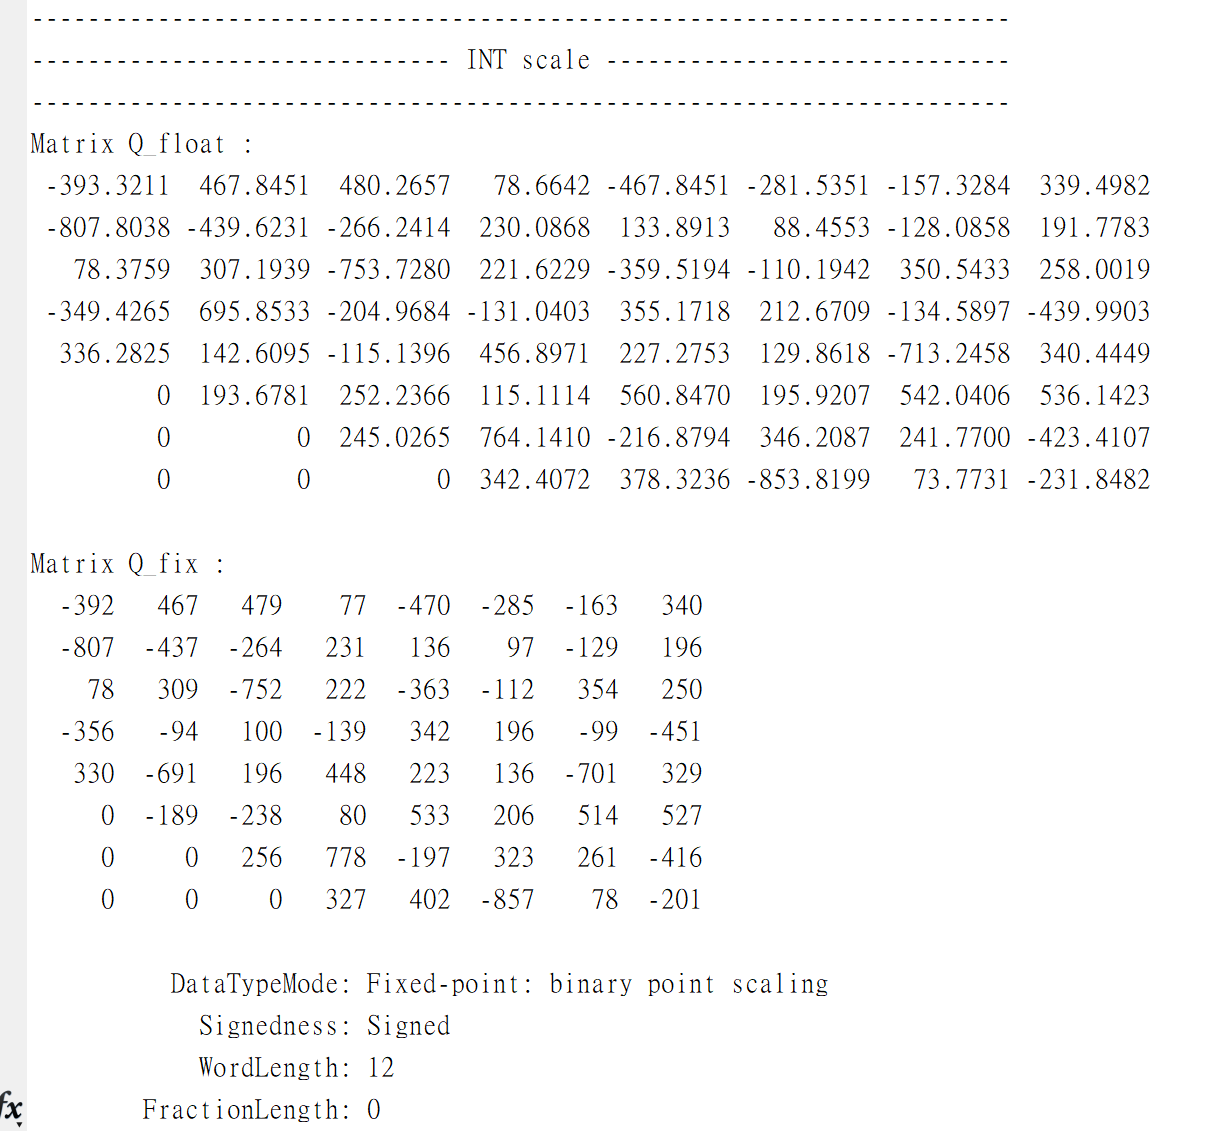 ----------------------------------------------------------------------
------------------------------ INT scale -----------------------------
----------------------------------------------------------------------
Matrix Q_float :
-393.3211 467.8451 480.2657 78.6642 -467.8451 -281.5351 -157.3284 339.4982
-807.8038 -439.6231 -266.2414 230.0868 133.8913 88.4553 -128.0858 191.7783
78.3759 307.1939 -753.7280 221.6229 -359.5194 -110.1942 350.5433 258.0019
-349.4265 695.8533 -204.9684 -131.0403 355.1718 212.6709 -134.5897 -439.9903
336.2825 142.6095 -115.1396 456.8971 227.2753 129.8618 -713.2458 340.4449
0 193.6781 252.2366 115.1114 560.8470 195.9207 542.0406 536.1423
0 0 245.0265 764.1410 -216.8794 346.2087 241.7700 -423.4107
0 0 0 342.4072 378.3236 -853.8199 73.7731 -231.8482
Matrix Q_fix :
-392 467 479 77 -470 -285 -163 340
-807 -437 -264 231 136 97 -129 196
78 309 -752 222 -363 -112 354 250
-356 -94 100 -139 342 196 -99 -451
330 -691 196 448 223 136 -701 329
0 -189 -238 80 533 206 514 527
0 0 256 778 -197 323 261 -416
0 0 0 327 402 -857 78 -201
DataTypeMode: Fixed-point: binary point scaling
Signedness: Signed
WordLength: 12
FractionLength: 0
fx